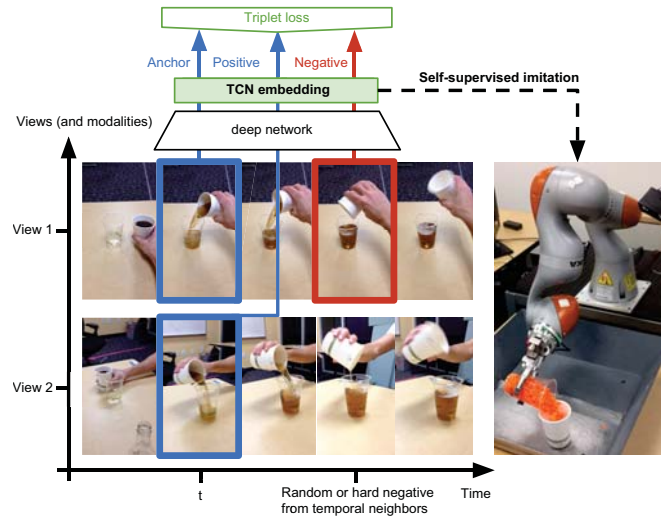 Triplet loss
Anchor Positive Negative
TCN embedding
Self-supervised imitation
Views (and modalities)
deep network
View 1
View 2
t
Random or hard negative
from temporal neighbors
Time